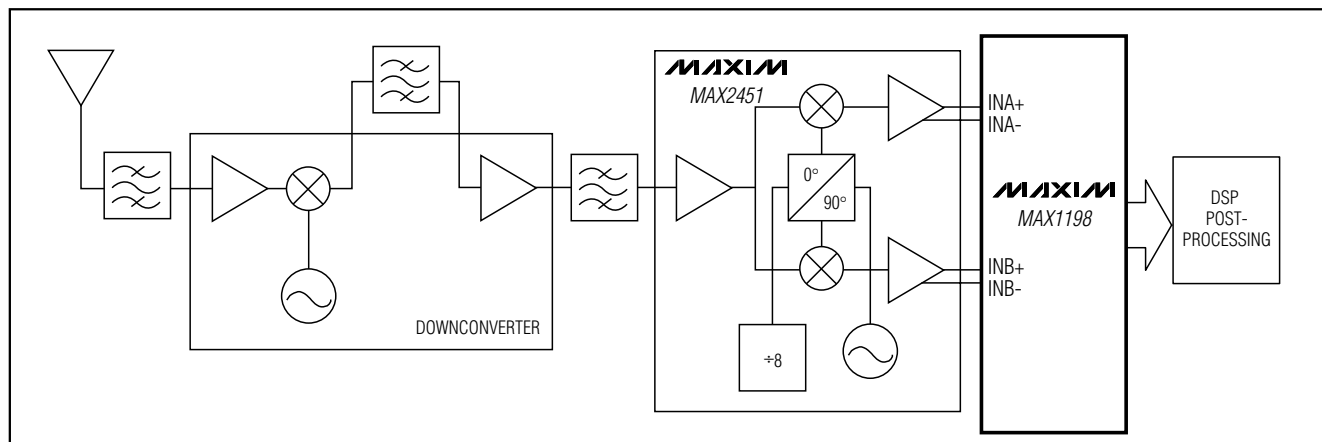 MAXIM
MAX2451
INA+
INA-
0°
90°
MAXIM
MAX1198
DSP
POST-
PROCESSING
INB+
INB-
DOWNCONVERTER
÷8